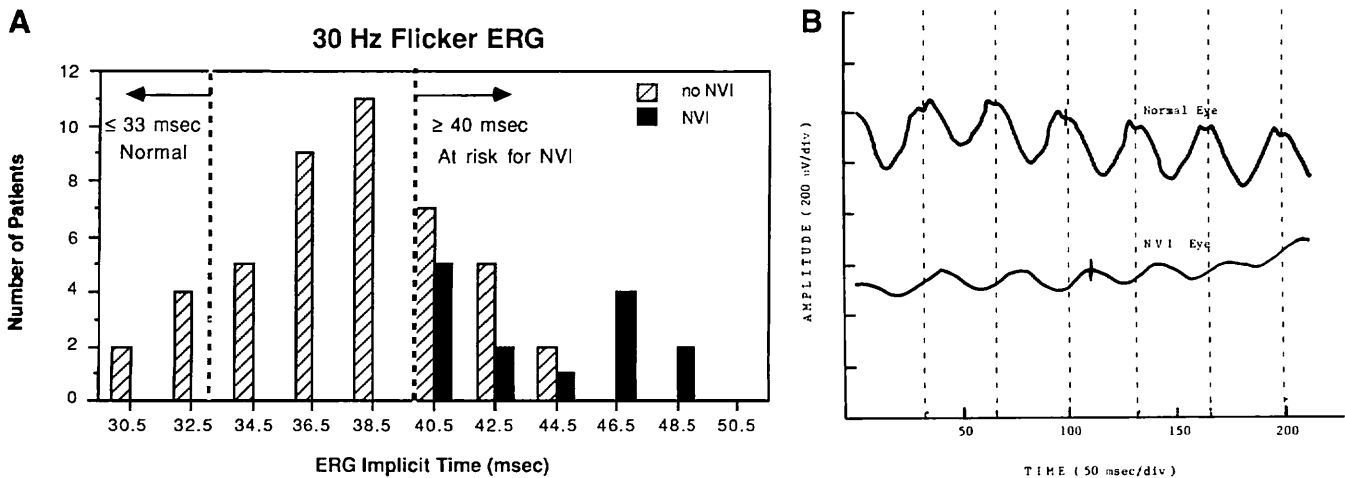 A
30 Hz Flicker ERG
12
10
8
6
4
2
0
≤ 33 msec
Normal
≥ 40 msec
At risk for NVI
no NVI
NVI
Number of Patients
30.5 32.5 34.5 36.5 38.5 40.5 42.5 44.5 46.5 48.5 50.5
ERG Implicit Time (msec)
B
Normal Eye
NVI Eye
AMPLITUDE (200 nV/div)
50 100 150 200
TIME (50 msec/div)